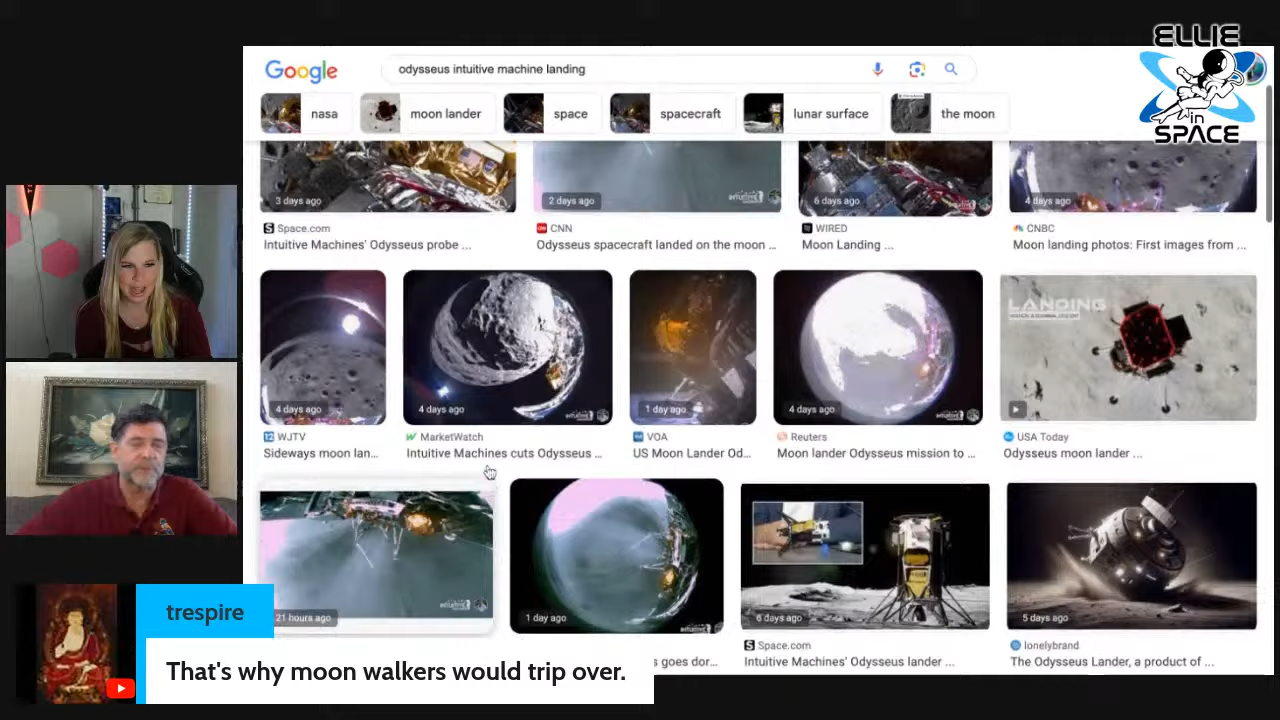 ELLIE
in
SPACE
Google
odysseus intuitive machine landing
nasa
moon lander
space
spacecraft
lunar surface
the moon
3 days ago
2 days ago
6 days ago
4 days ago
Space.com
Intuitive Machines' Odysseus probe ...
CNN
Odysseus spacecraft landed on the moon ...
WIRED
Moon Landing ...
CNBC
Moon landing photos: First images from ...
LANDING
4 days ago
4 days ago
1 day ago
4 days ago
WJTV
Sideways moon lan...
MarketWatch
Intuitive Machines cuts Odysseus ...
VOA
US Moon Lander Od...
Reuters
Moon lander Odysseus mission to ...
USA Today
Odysseus moon lander ...
21 hours ago
1 day ago
6 days ago
5 days ago
s goes dor...
Space.com
Intuitive Machines' Odysseus lander ...
lonelybrand
The Odysseus Lander, a product of ...
trespire
That's why moon walkers would trip over.